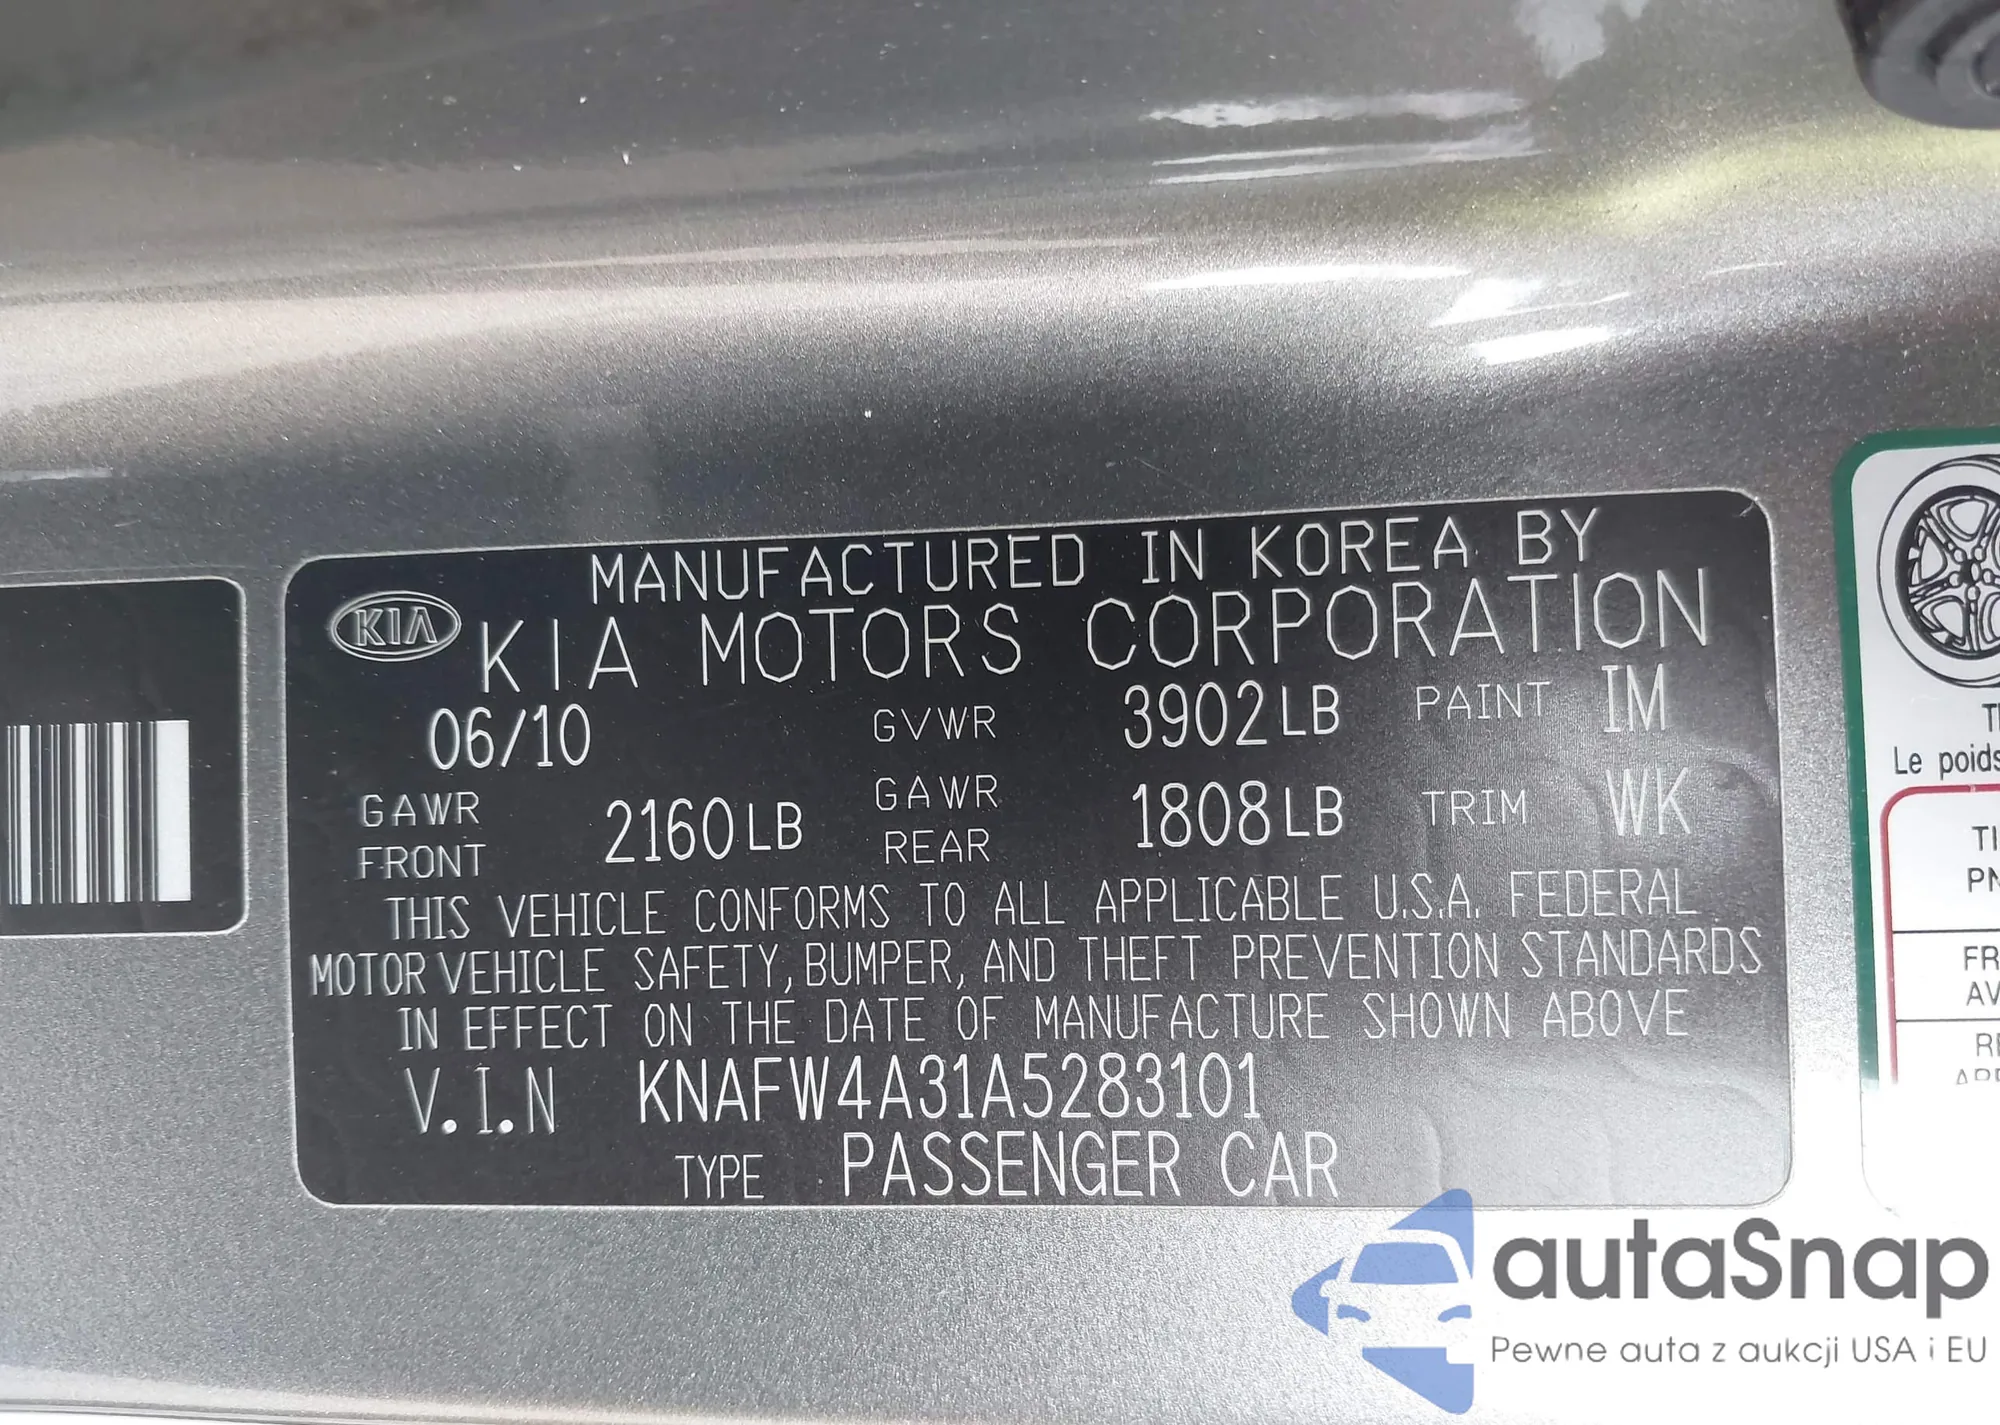 MANUFACTURED IN KOREA BY
KIA
KIA MOTORS CORPORATION
06/10 GVWR 3902LB PAINT IM
GAWR FRONT 2160LB GAWR REAR 1808LB TRIM WK
THIS VEHICLE CONFORMS TO ALL APPLICABLE U.S.A. FEDERAL
MOTOR VEHICLE SAFETY, BUMPER, AND THEFT PREVENTION STANDARDS
IN EFFECT ON THE DATE OF MANUFACTURE SHOWN ABOVE
V.I.N KNAFW4A31A5283101
TYPE PASSENGER CAR
Le poids
autaSnap
Pewne auta z aukcji USA i EU